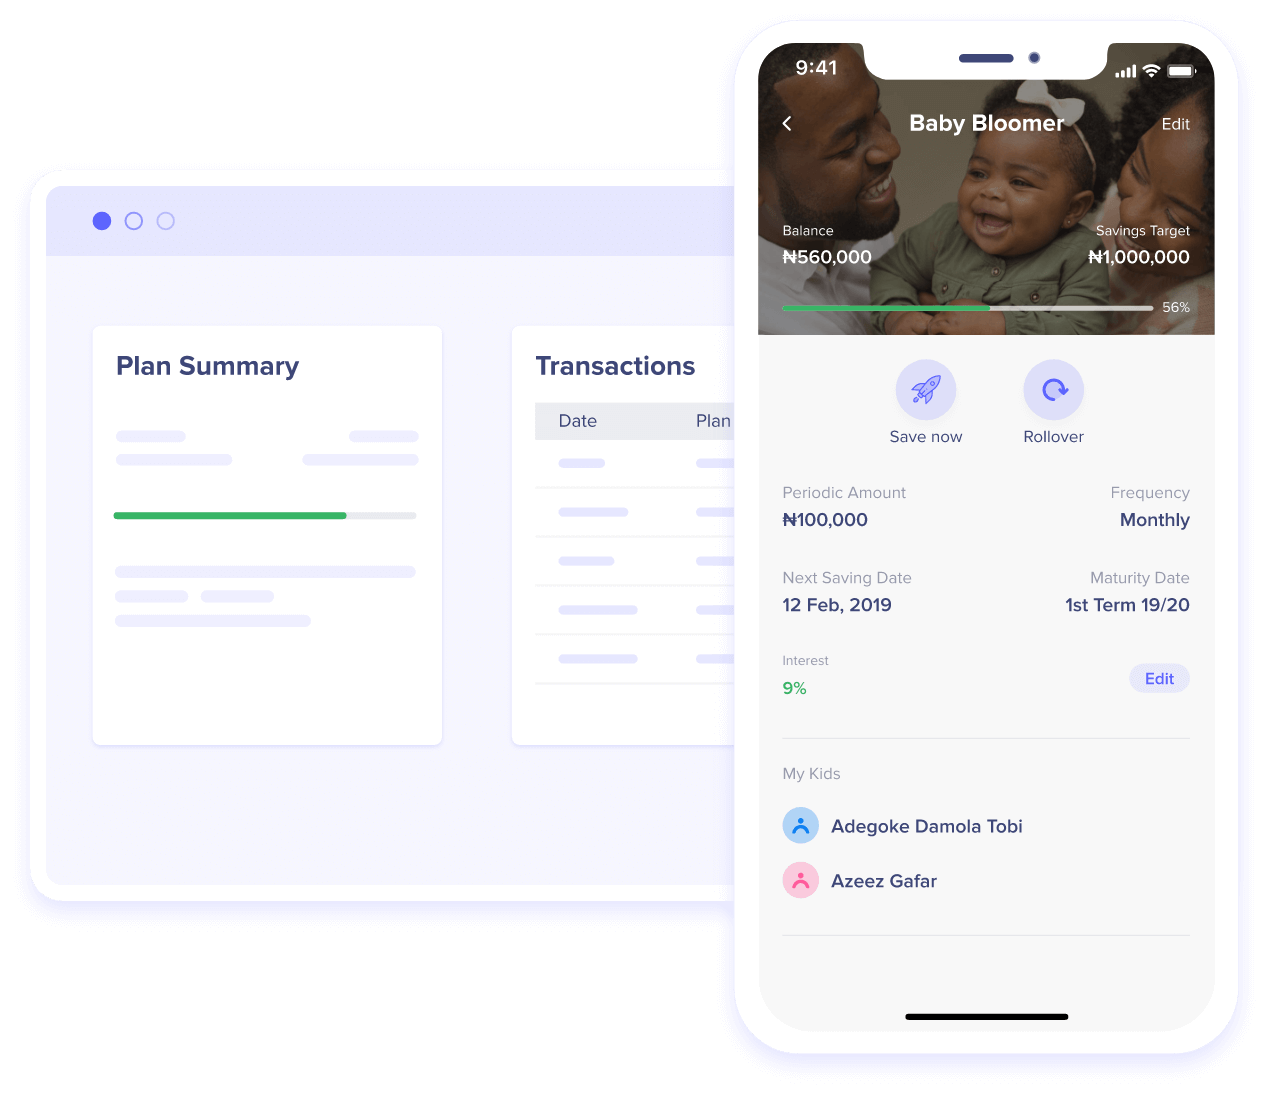 Plan Summary
Transactions
Date Plan
9:41
Baby Bloomer
Edit
Balance
Savings Target
₦560,000
₦1,000,000
56%
Save now
Rollover
Periodic Amount
Frequency
₦100,000
Monthly
Next Saving Date
Maturity Date
12 Feb, 2019
1st Term 19/20
Interest
9%
Edit
My Kids
Adegoke Damola Tobi
Azeez Gafar